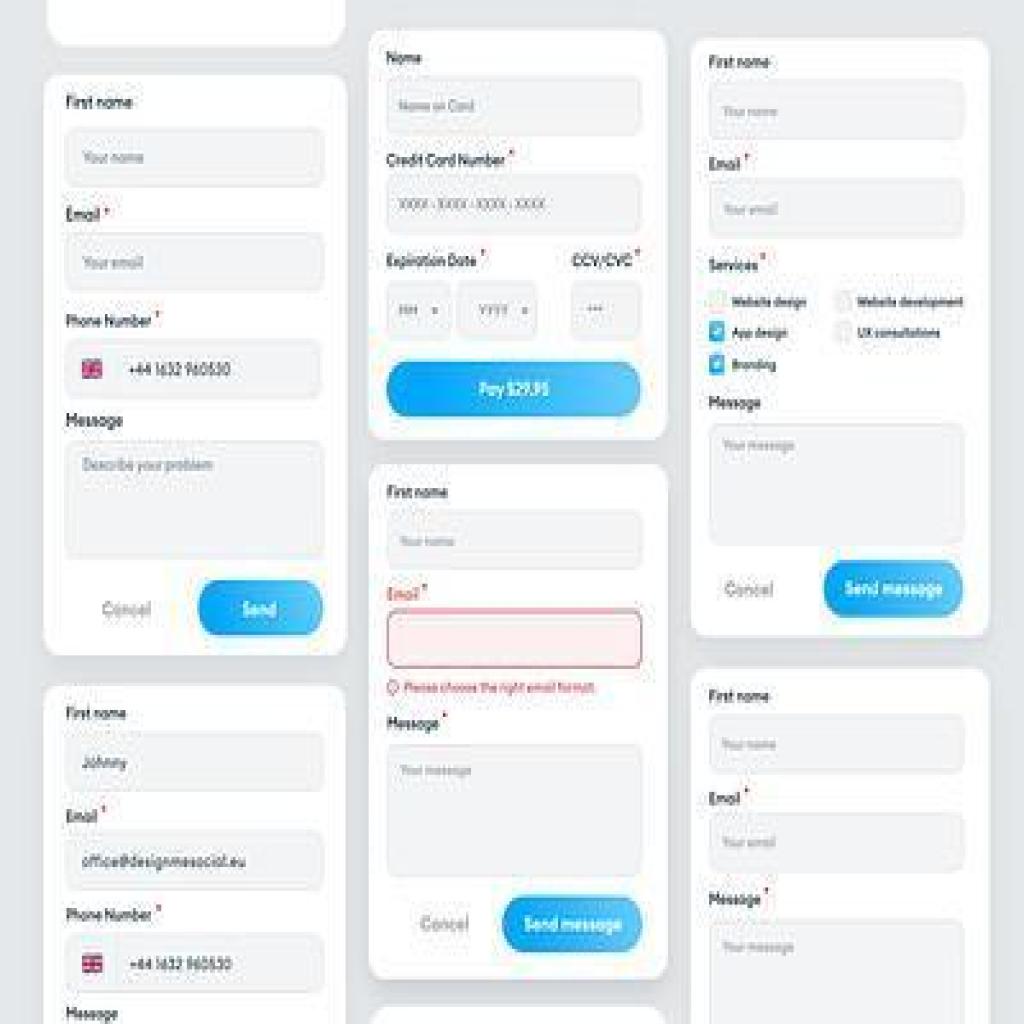 First name
Your name
Email *
Your email
Phone Number *
+44 1632 960530
Message
Describe your problem
Cancel
Send
First name
Johnny
Email *
office@designmesocial.eu
Phone Number *
+44 1632 960530
Message
Name
Name on Card
Credit Card Number *
XXXX - XXXX - XXXX - XXXX
Expiration Date *
CCV/CVC *
MM
YYYY
***
Pay $29,95
First name
Your name
Email *
Please choose the right email format.
Message *
Your message
Cancel
Send message
First name
Your name
Email *
Your email
Services *
Website design
Website development
App design
UX consultations
Branding
Message
Your message
Cancel
Send message
First name
Your name
Email *
Your email
Message *
Your message